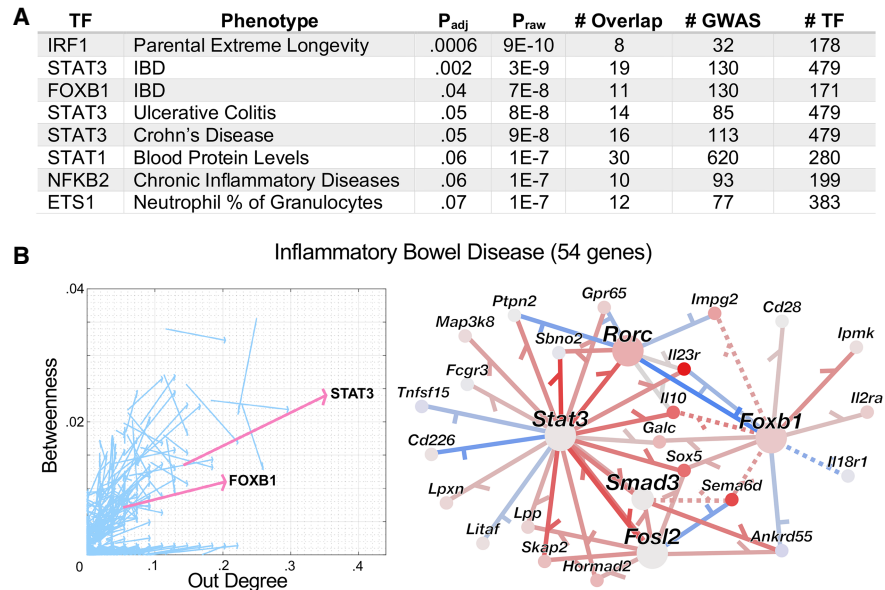 A
TF Phenotype Padj Praw # Overlap # GWAS # TF
IRF1 Parental Extreme Longevity .0006 9E-10 8 32 178
STAT3 IBD .002 3E-9 19 130 479
FOXB1 IBD .04 7E-8 11 130 171
STAT3 Ulcerative Colitis .05 8E-8 14 85 479
STAT3 Crohn's Disease .05 9E-8 16 113 479
STAT1 Blood Protein Levels .06 1E-7 30 620 280
NFKB2 Chronic Inflammatory Diseases .06 1E-7 10 93 199
ETS1 Neutrophil % of Granulocytes .07 1E-7 12 77 383
B
Inflammatory Bowel Disease (54 genes)
.04
.02
0
0 .1 .2 .3 .4
Betweenness
Out Degree
STAT3
FOXB1
Ptpn2
Gpr65
Impg2
Cd28
Map3k8
Sbno2
Rorc
Il23r
Ipmk
Fcgr3
Tnfsf15
Stat3
Il10
Foxb1
Il2ra
Galc
Cd226
Sox5
Il18r1
Smad3
Sema6d
Lpxn
Lpp
Litaf
Fosl2
Ankrd55
Skap2
Hormad2